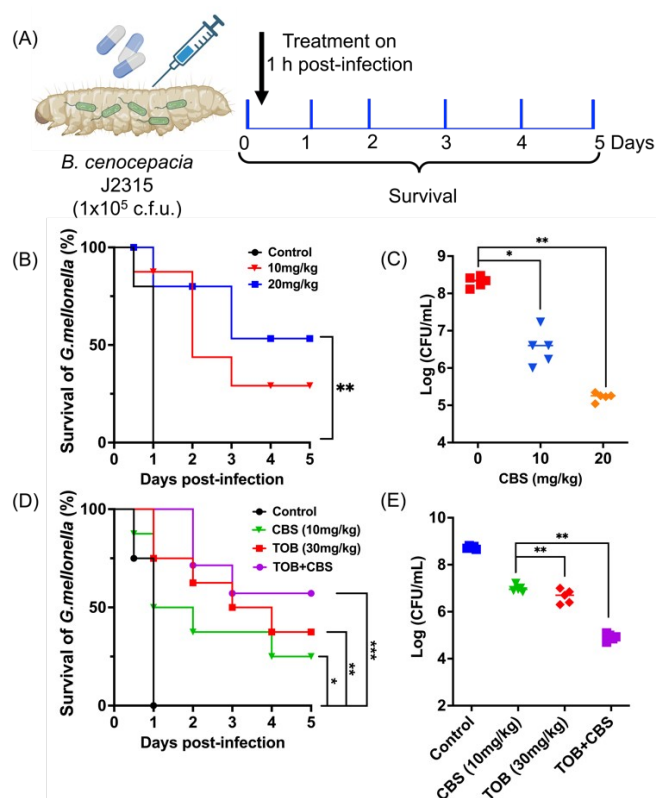 (A)
Treatment on
1 h post-infection
0 1 2 3 4 5 Days
Survival
B. cenocepacia
J2315
(1x10⁵ c.f.u.)
(B)
Survival of G.mellonella (%)
100
50
0
0 1 2 3 4 5
Days post-infection
Control
10mg/kg
20mg/kg
**
(C)
Log (CFU/mL)
9
8
7
6
5
4
0 10 20
CBS (mg/kg)
*
**
(D)
Survival of G.mellonella (%)
100
50
0
0 1 2 3 4 5
Days post-infection
Control
CBS (10mg/kg)
TOB (30mg/kg)
TOB+CBS
*
**
***
(E)
Log (CFU/mL)
10
8
6
4
2
Control
CBS (10mg/kg)
TOB (30mg/kg)
TOB+CBS
**
**